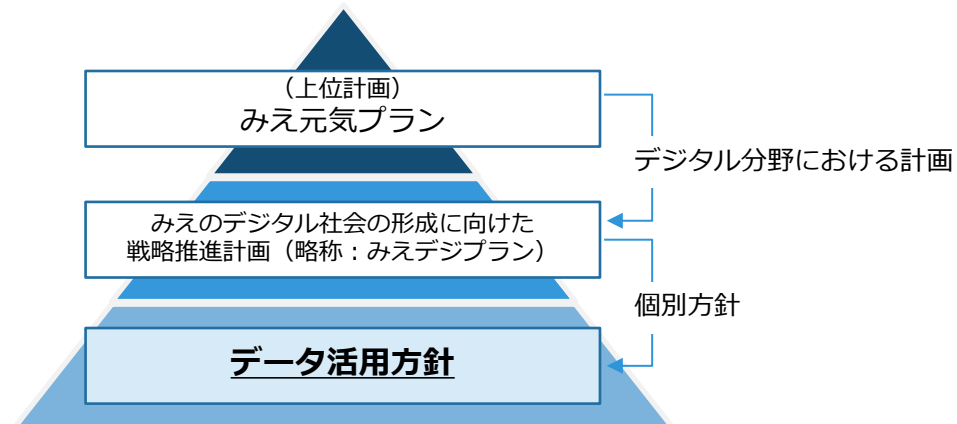 （上位計画）
みえ元気プラン
デジタル分野における計画
みえのデジタル社会の形成に向けた
戦略推進計画（略称：みえデジプラン）
個別方針
データ活用方針